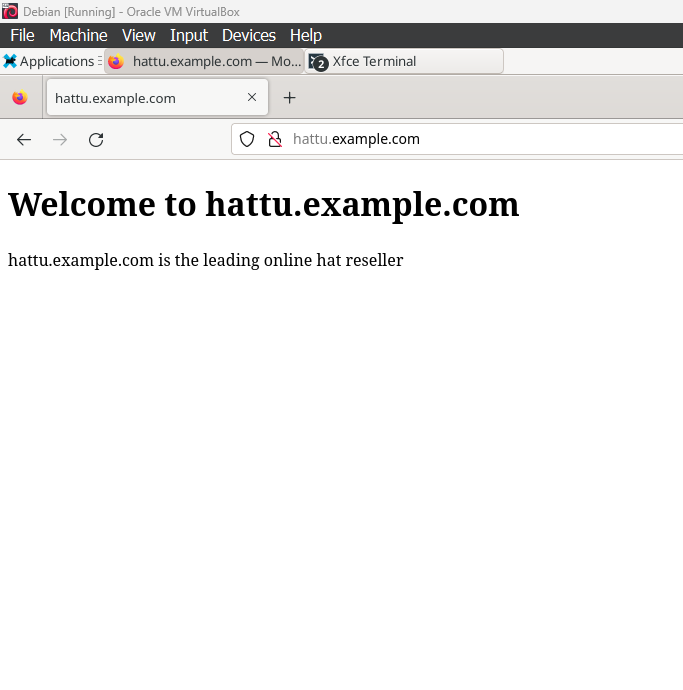 Debian [Running] - Oracle VM VirtualBox
File Machine View Input Devices Help
Applications hattu.example.com — Mo... 2 Xfce Terminal
hattu.example.com
hattu.example.com
Welcome to hattu.example.com
hattu.example.com is the leading online hat reseller